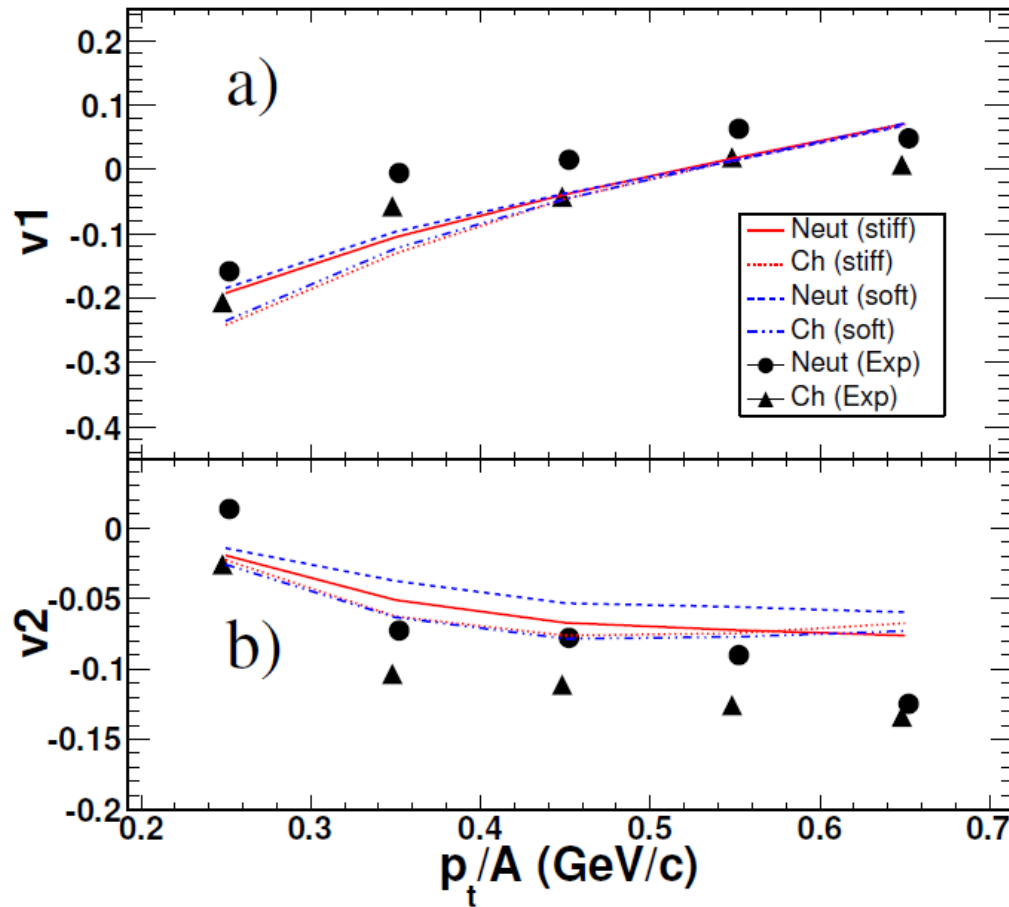 0.2
0.1
0
-0.1
-0.2
-0.3
-0.4
v1
a)
Neut (stiff)
Ch (stiff)
Neut (soft)
Ch (soft)
Neut (Exp)
Ch (Exp)
0
-0.05
-0.1
-0.15
-0.2
v2
b)
0.2 0.3 0.4 0.5 0.6 0.7
pt/A (GeV/c)